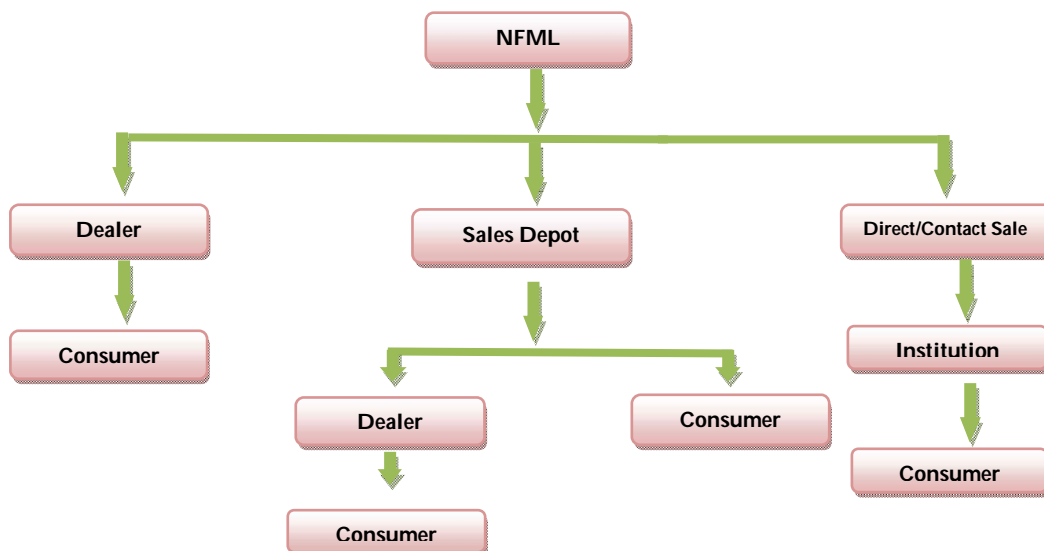 NFML
Dealer
Sales Depot
Direct/Contact Sale
Consumer
Institution
Dealer
Consumer
Consumer
Consumer